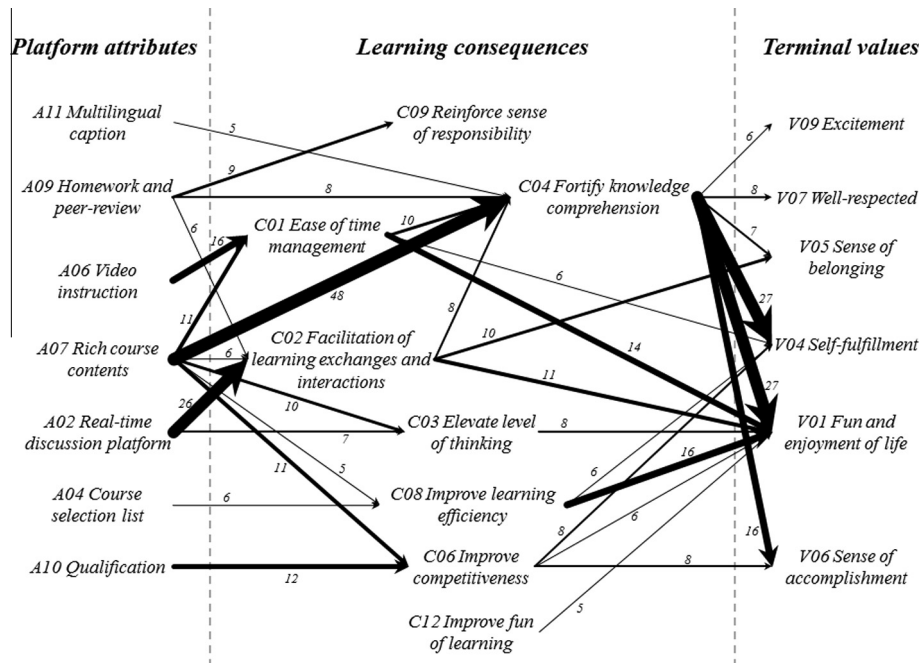 Platform attributes
Learning consequences
Terminal values
A11 Multilingual
caption
5
C09 Reinforce sense
of responsibility
6
V09 Excitement
A09 Homework and
peer-review
9
8
C04 Fortify knowledge
comprehension
8
V07 Well-respected
6
16
C01 Ease of time
management
10
7
V05 Sense of
belonging
A06 Video
instruction
6
48
8
27
11
10
14
A07 Rich course
contents
6
C02 Facilitation of
learning exchanges and
interactions
11
V04 Self-fulfillment
27
26
10
A02 Real-time
discussion platform
7
C03 Elevate level
of thinking
8
V01 Fun and
enjoyment of life
11
5
6
16
A04 Course
selection list
6
C08 Improve learning
efficiency
8
6
16
A10 Qualification
12
C06 Improve
competitiveness
8
V06 Sense of
accomplishment
C12 Improve fun
of learning
5